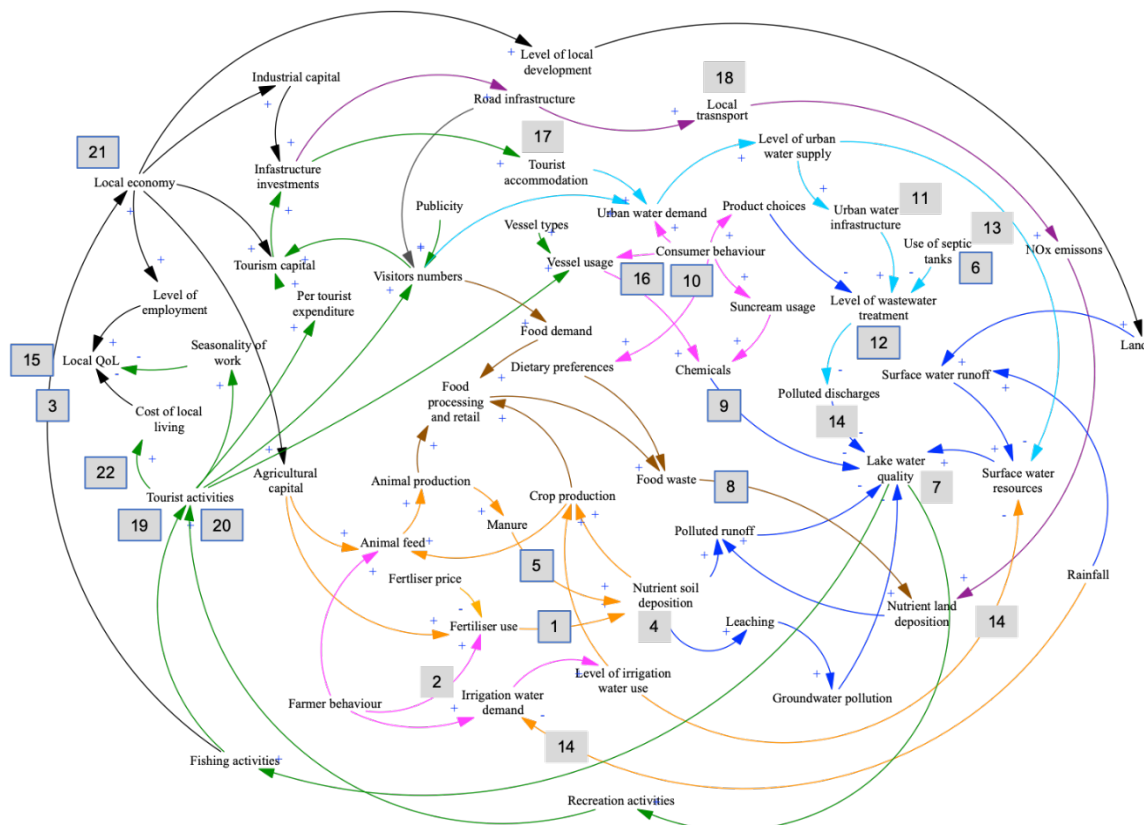 Level of local
development
Industrial capital
18
Road infrastructure
Local
transport
21
17
Level of urban
water supply
Infastructure
investments
Tourist
accommodation
Local economy
Publicity
Product choices
11
Urban water demand
Urban water
infrastructure
Vessel types
13
Use of septic
tanks
NOx emissons
Consumer behaviour
Tourism capital
Visitors numbers
Vessel usage
16
10
6
Level of
employment
Per tourist
expenditure
Suncream usage
Level of wastewater
treatment
Food demand
12
Land
15
Local QoL
Seasonality of
work
Dietary preferences
Chemicals
Surface water runoff
3
Food
processing
and retail
9
Polluted discharges
Cost of local
living
14
22
Agricultural
capital
Lake water
quality
7
Surface water
resources
Tourist activities
Animal production
Food waste
8
19
20
Manure
Crop production
Animal feed
Polluted runoff
5
Rainfall
Fertliser price
Nutrient soil
deposition
Nutrient land
deposition
Fertiliser use
1
4
Leaching
14
2
Level of irrigation
water use
Farmer behaviour
Irrigation water
demand
Groundwater pollution
14
Fishing activities
Recreation activities